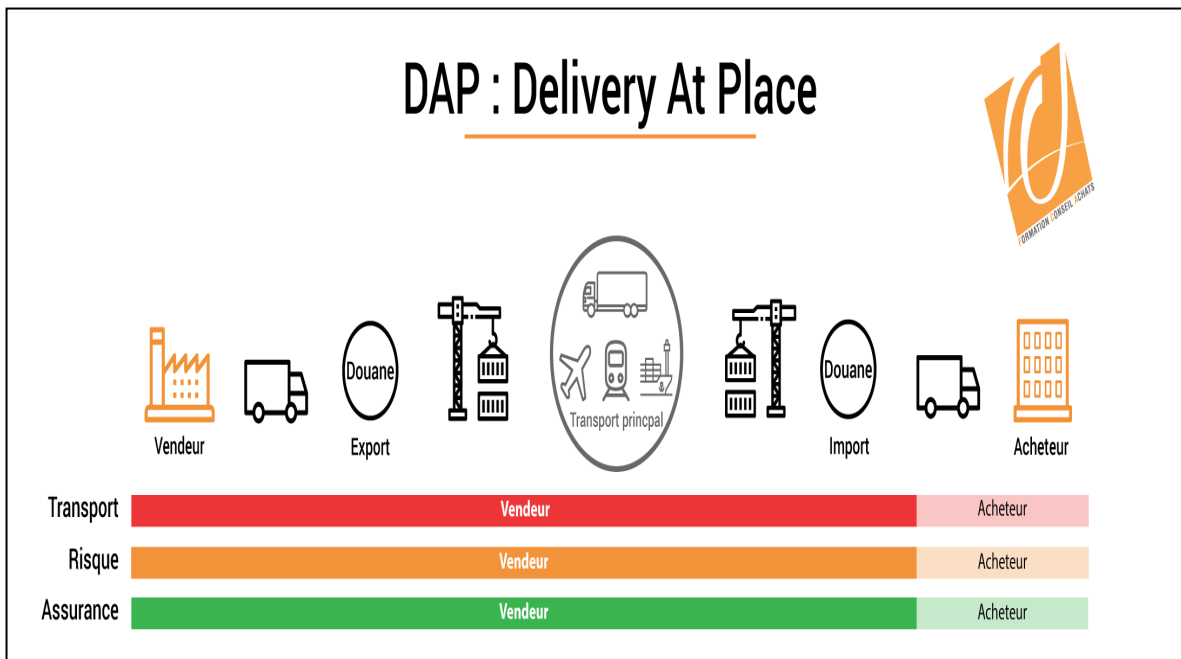 DAP : Delivery At Place
FORMATION CONSEIL ACHATS
Douane
Douane
Transport princpal
Vendeur
Export
Import
Acheteur
Transport Vendeur Acheteur
Risque Vendeur Acheteur
Assurance Vendeur Acheteur